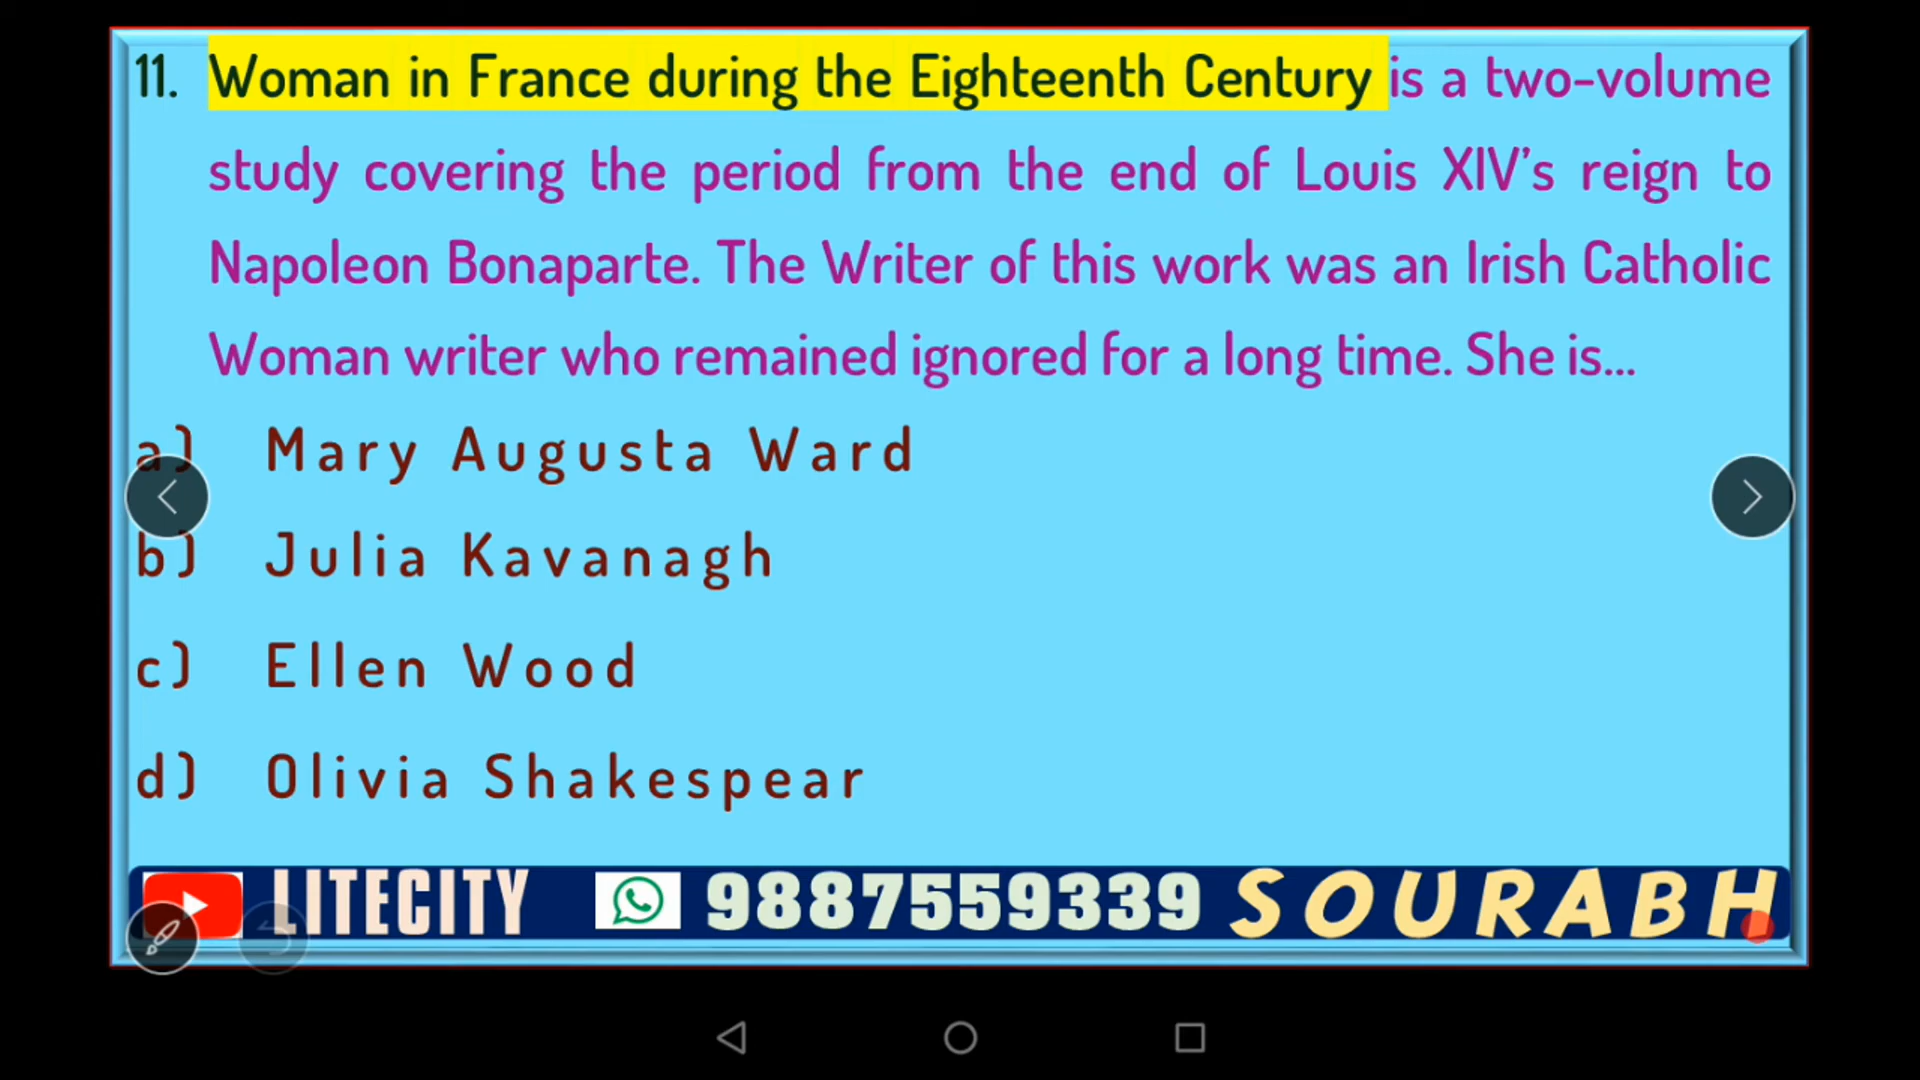 11. Woman in France during the Eighteenth Century is a two-volume
study covering the period from the end of Louis XIV's reign to
Napoleon Bonaparte. The Writer of this work was an Irish Catholic
Woman writer who remained ignored for a long time. She is...
a) Mary Augusta Ward
b) Julia Kavanagh
c) Ellen Wood
d) Olivia Shakespear
LITECITY 9887559339 SOURABH